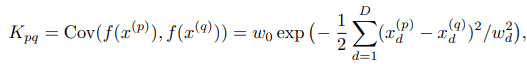 $K_{pq} = \mathrm{Cov}(f(x^{(p)}), f(x^{(q)})) = w_0 \exp\left(-\frac{1}{2}\sum_{d=1}^{D}(x_d^{(p)} - x_d^{(q)})^2/w_d^2\right),$